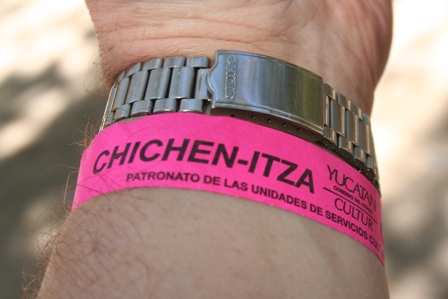 CHICHEN-ITZA
PATRONATO DE LAS UNIDADES DE SERVICIOS
YUCATAN
CULTUR